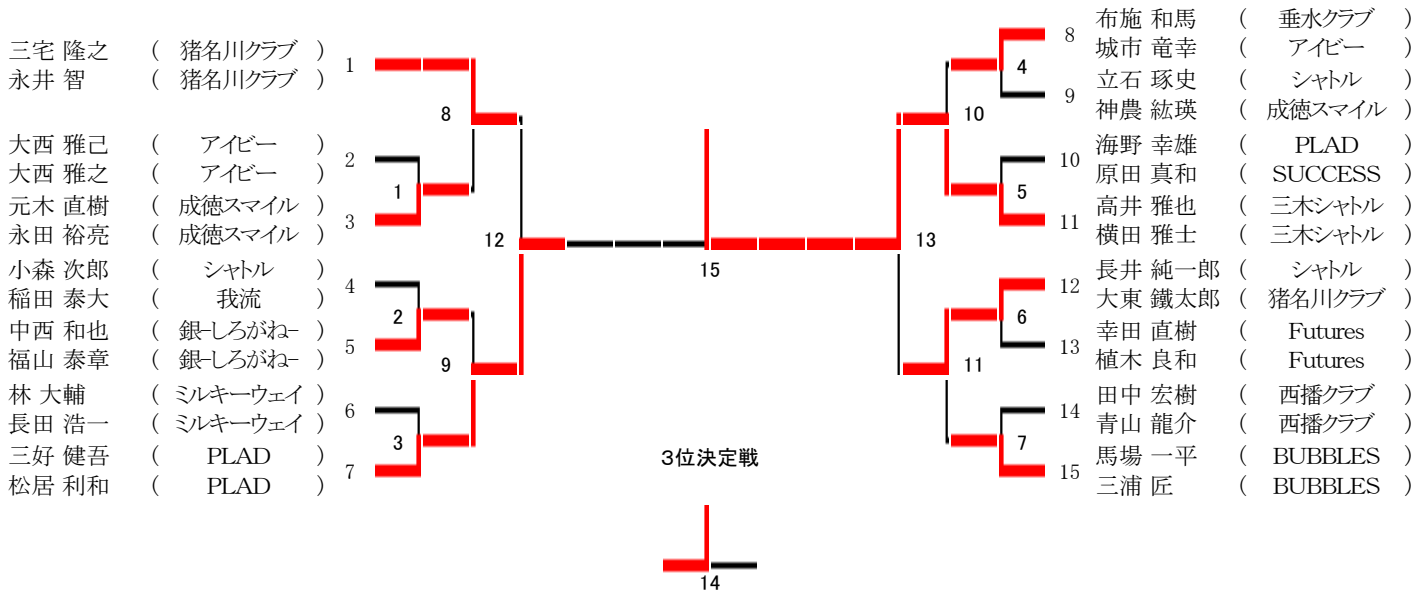 三宅 隆之 ( 猪名川クラブ ) 1
永井 智 ( 猪名川クラブ )
8
大西 雅己 ( アイビー ) 2
大西 雅之 ( アイビー )
1
元木 直樹 ( 成徳スマイル ) 3
永田 裕亮 ( 成徳スマイル )
12
小森 次郎 ( シャトル ) 4
稲田 泰大 ( 我流 )
2
中西 和也 ( 銀-しろがね- ) 5
福山 泰章 ( 銀-しろがね- )
9
林 大輔 ( ミルキーウェイ ) 6
長田 浩一 ( ミルキーウェイ )
3
三好 健吾 ( PLAD ) 7
松居 利和 ( PLAD )
15
3位決定戦
14
8 布施 和馬 ( 垂水クラブ )
城市 竜幸 ( アイビー )
4
9 立石 琢史 ( シャトル )
神農 紘瑛 ( 成徳スマイル )
10
10 海野 幸雄 ( PLAD )
原田 真和 ( SUCCESS )
5
11 高井 雅也 ( 三木シャトル )
横田 雅士 ( 三木シャトル )
13
12 長井 純一郎 ( シャトル )
大東 鐵太郎 ( 猪名川クラブ )
6
13 幸田 直樹 ( Futures )
植木 良和 ( Futures )
11
14 田中 宏樹 ( 西播クラブ )
青山 龍介 ( 西播クラブ )
7
15 馬場 一平 ( BUBBLES )
三浦 匠 ( BUBBLES )